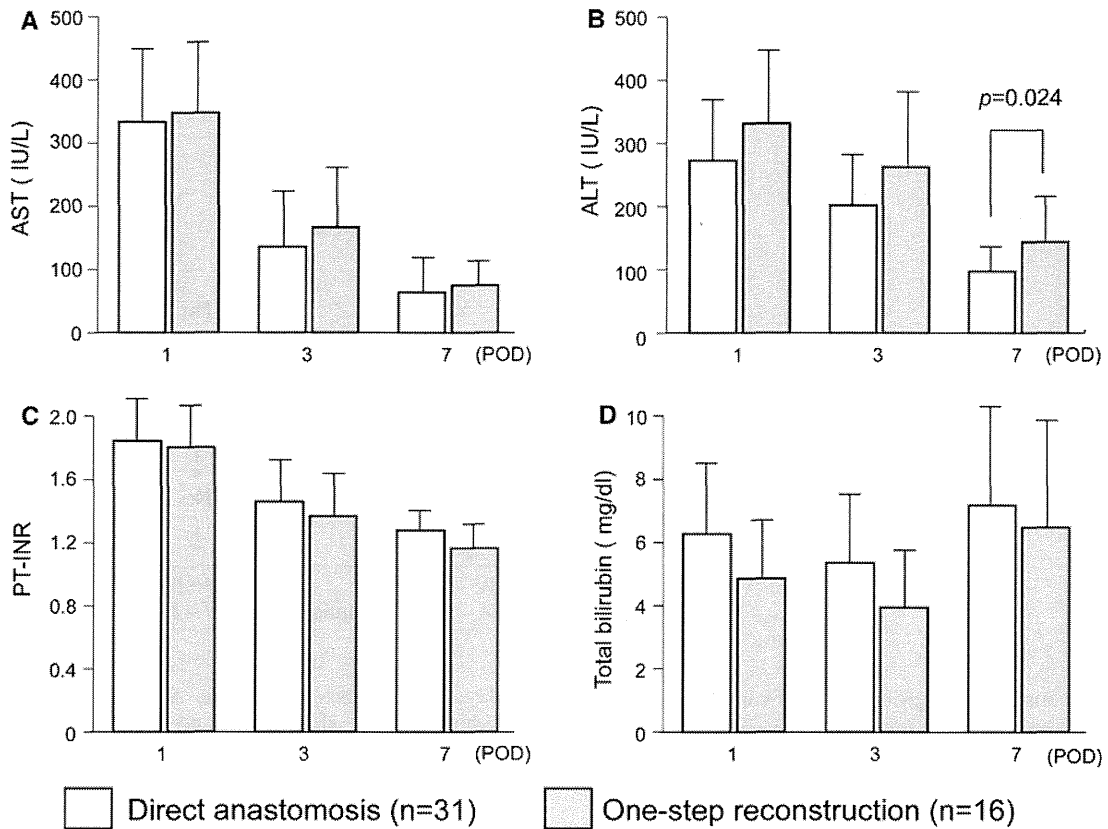 A
500
400
300
200
100
0
AST ( IU/L)
1 3 7 (POD)
B
500
400
300
200
100
0
ALT ( IU/L)
p=0.024
1 3 7 (POD)
C
2.0
1.6
1.2
0.8
0.4
0
PT-INR
1 3 7 (POD)
D
10
8
6
4
2
0
Total bilirubin ( mg/dl)
1 3 7 (POD)
Direct anastomosis (n=31)
One-step reconstruction (n=16)